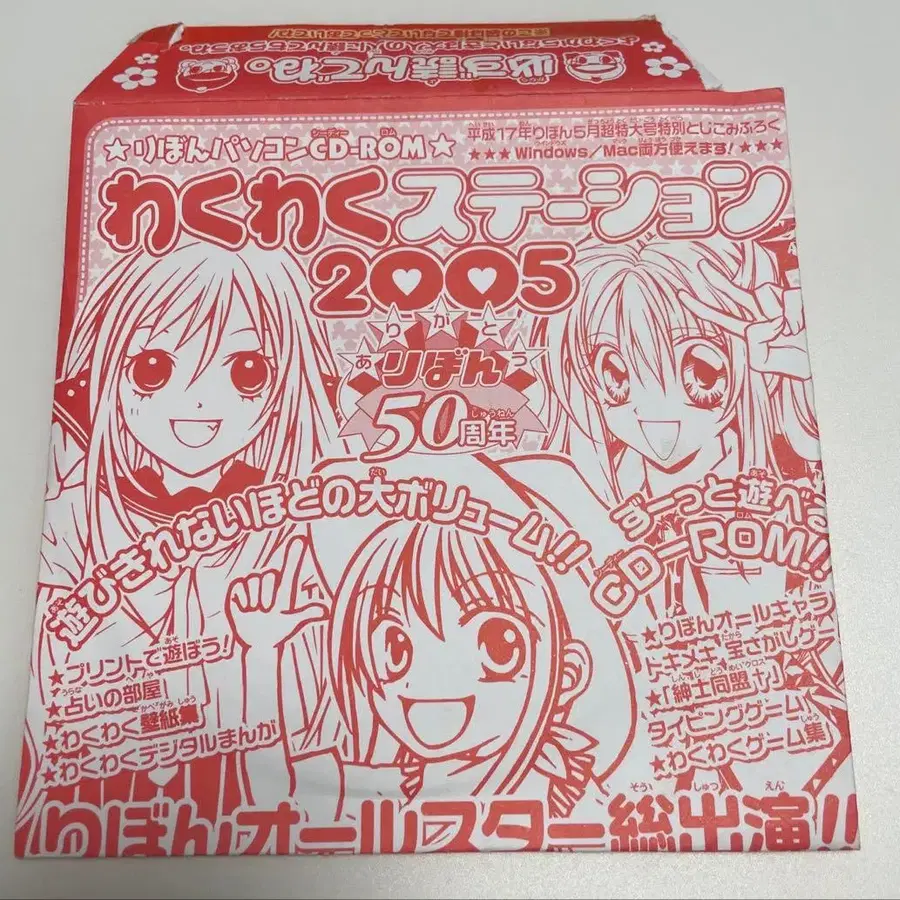 必ず読んでね。
★りぼんパソコンCD-ROM★
平成17年りぼん5月超特大号特別とじこみふろく
★★★Windows/Mac両方使えます!★★★
わくわくステーション
2005
ありがとう
りぼん
50周年
遊びきれないほどの大ボリューム!!
ずーっと遊べる
CD-ROM!!
★プリントで遊ぼう!
★占いの部屋
★わくわく壁紙集
★わくわくデジタルまんが
★りぼんオールキャラ
トキメキ宝さがしゲー
★「紳士同盟†」
タイピングゲーム
★わくわくゲーム集
りぼんオールスター総出演!!